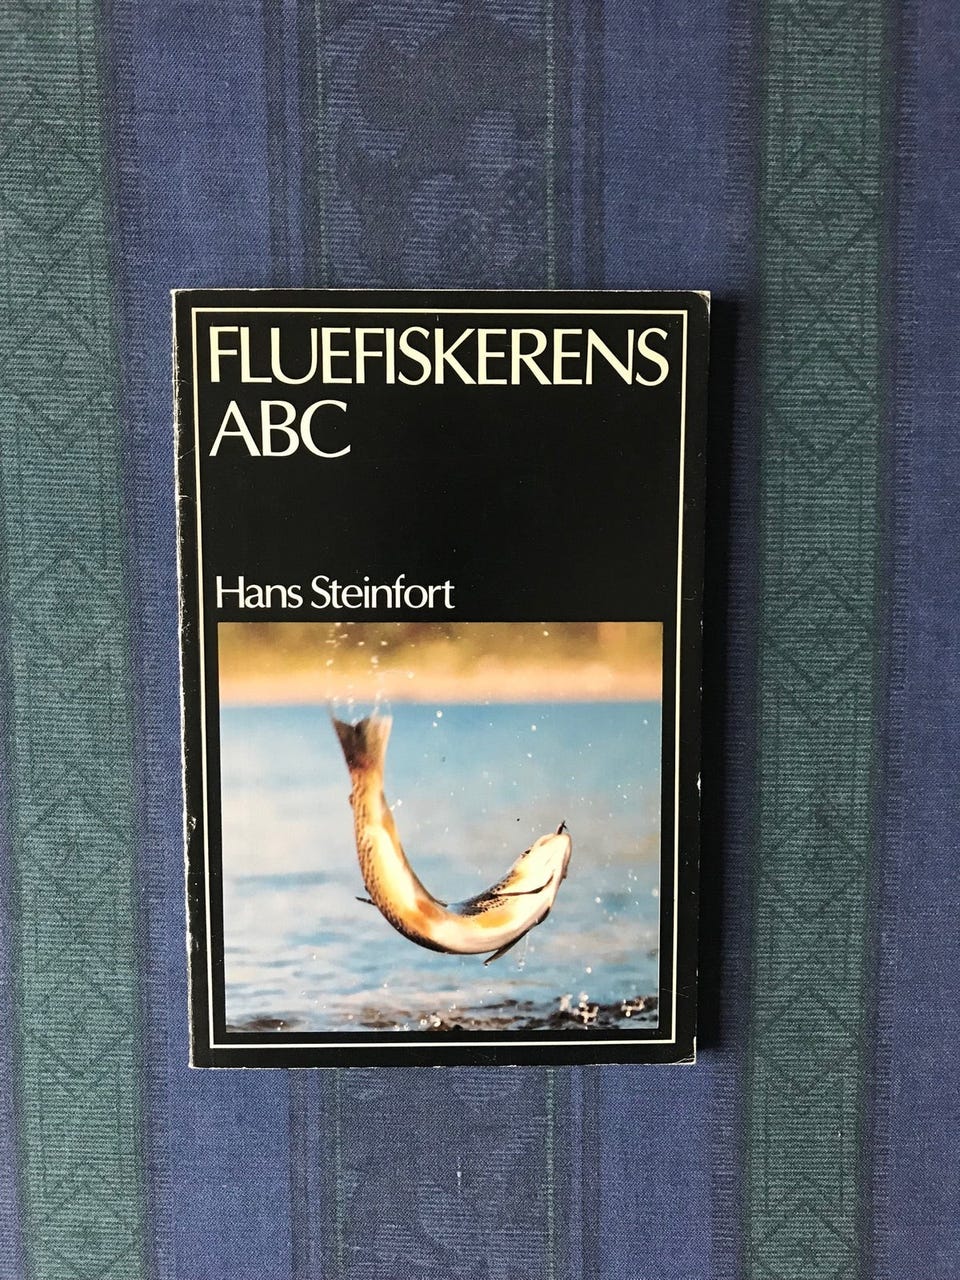 FLUEFISKERENS
ABC
Hans Steinfort